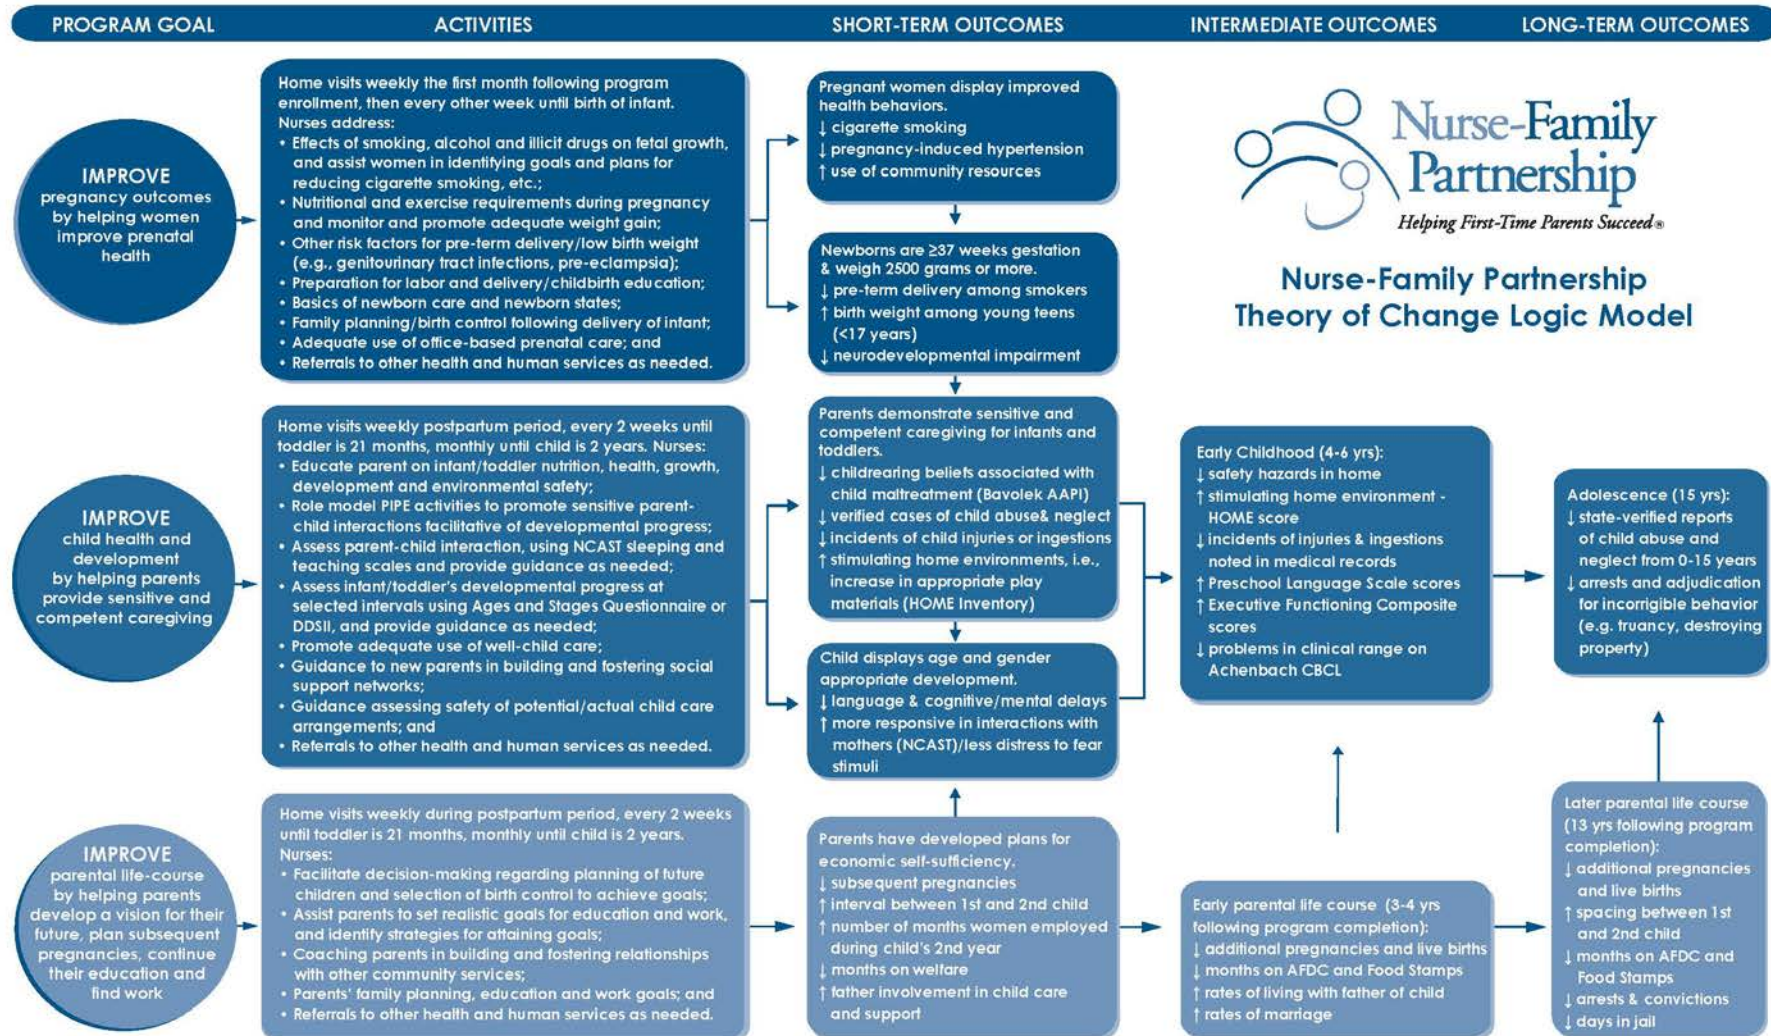 PROGRAM GOAL
ACTIVITIES
SHORT-TERM OUTCOMES
INTERMEDIATE OUTCOMES
LONG-TERM OUTCOMES
IMPROVE
pregnancy outcomes
by helping women
improve prenatal
health
Home visits weekly the first month following program
enrollment, then every other week until birth of infant.
Nurses address:
• Effects of smoking, alcohol and illicit drugs on fetal growth,
and assist women in identifying goals and plans for
reducing cigarette smoking, etc.;
• Nutritional and exercise requirements during pregnancy
and monitor and promote adequate weight gain;
• Other risk factors for pre-term delivery/low birth weight
(e.g., genitourinary tract infections, pre-eclampsia);
• Preparation for labor and delivery/childbirth education;
• Basics of newborn care and newborn states;
• Family planning/birth control following delivery of infant;
• Adequate use of office-based prenatal care; and
• Referrals to other health and human services as needed.
Pregnant women display improved
health behaviors.
↓ cigarette smoking
↓ pregnancy-induced hypertension
↑ use of community resources
Newborns are ≥37 weeks gestation
& weigh 2500 grams or more.
↓ pre-term delivery among smokers
↑ birth weight among young teens
(<17 years)
↓ neurodevelopmental impairment
Nurse-Family
Partnership
Helping First-Time Parents Succeed®
Nurse-Family Partnership
Theory of Change Logic Model
IMPROVE
child health and
development
by helping parents
provide sensitive and
competent caregiving
Home visits weekly postpartum period, every 2 weeks until
toddler is 21 months, monthly until child is 2 years. Nurses:
• Educate parent on infant/toddler nutrition, health, growth,
development and environmental safety;
• Role model PIPE activities to promote sensitive parent-
child interactions facilitative of developmental progress;
• Assess parent-child interaction, using NCAST sleeping and
teaching scales and provide guidance as needed;
• Assess infant/toddler's developmental progress at
selected intervals using Ages and Stages Questionnaire or
DDSII, and provide guidance as needed;
• Promote adequate use of well-child care;
• Guidance to new parents in building and fostering social
support networks;
• Guidance assessing safety of potential/actual child care
arrangements; and
• Referrals to other health and human services as needed.
Parents demonstrate sensitive and
competent caregiving for infants and
toddlers.
↓ childrearing beliefs associated with
child maltreatment (Bavolek AAPI)
↓ verified cases of child abuse& neglect
↓ incidents of child injuries or ingestions
↑ stimulating home environments, i.e.,
increase in appropriate play
materials (HOME Inventory)
Child displays age and gender
appropriate development.
↓ language & cognitive/mental delays
↑ more responsive in interactions with
mothers (NCAST)/less distress to fear
stimuli
Early Childhood (4-6 yrs):
↓ safety hazards in home
↑ stimulating home environment -
HOME score
↓ incidents of injuries & ingestions
noted in medical records
↑ Preschool Language Scale scores
↑ Executive Functioning Composite
scores
↓ problems in clinical range on
Achenbach CBCL
Adolescence (15 yrs):
↓ state-verified reports
of child abuse and
neglect from 0-15 years
↓ arrests and adjudication
for incorrigible behavior
(e.g. truancy, destroying
property)
IMPROVE
parental life-course
by helping parents
develop a vision for their
future, plan subsequent
pregnancies, continue
their education and
find work
Home visits weekly during postpartum period, every 2 weeks
until toddler is 21 months, monthly until child is 2 years.
Nurses:
• Facilitate decision-making regarding planning of future
children and selection of birth control to achieve goals;
• Assist parents to set realistic goals for education and work,
and identify strategies for attaining goals;
• Coaching parents in building and fostering relationships
with other community services;
• Parents' family planning, education and work goals; and
• Referrals to other health and human services as needed.
Parents have developed plans for
economic self-sufficiency.
↓ subsequent pregnancies
↑ interval between 1st and 2nd child
↑ number of months women employed
during child's 2nd year
↓ months on welfare
↑ father involvement in child care
and support
Early parental life course (3-4 yrs
following program completion):
↓ additional pregnancies and live births
↓ months on AFDC and Food Stamps
↑ rates of living with father of child
↑ rates of marriage
Later parental life course
(13 yrs following program
completion):
↓ additional pregnancies
and live births
↑ spacing between 1st
and 2nd child
↓ months on AFDC and
Food Stamps
↓ arrests & convictions
↓ days in jail